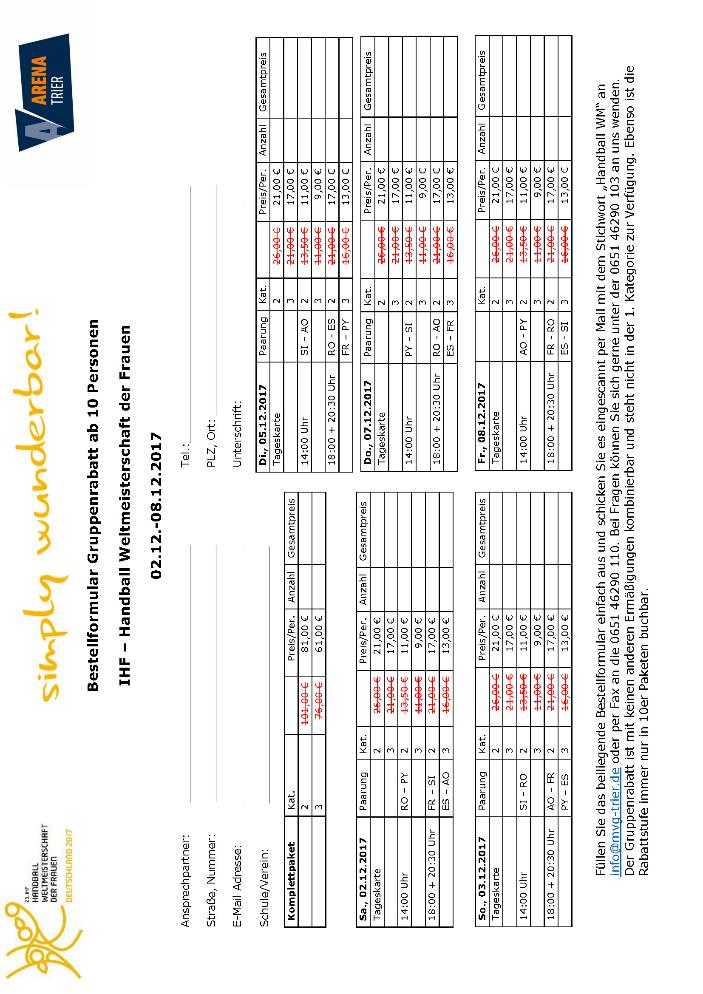 21. IHF
HANDBALL
WELTMEISTERSCHAFT
DER FRAUEN
DEUTSCHLAND 2017
simply wunderbar!
ARENA
TRIER
Bestellformular Gruppenrabatt ab 10 Personen
IHF – Handball Weltmeisterschaft der Frauen
02.12.-08.12.2017
Ansprechpartner: Tel.:
Straße, Nummer: PLZ, Ort:
E-Mail Adresse: Unterschrift:
Schule/Verein:
Komplettpaket Kat. Preis/Per. Anzahl Gesamtpreis
2 101,00 € 81,00 €
3 76,00 € 61,00 €
Di., 05.12.2017 Paarung Kat. Preis/Per. Anzahl Gesamtpreis
Tageskarte 2 26,00 € 21,00 €
3 21,00 € 17,00 €
14:00 Uhr SI – AO 2 13,50 € 11,00 €
3 11,00 € 9,00 €
18:00 + 20:30 Uhr RO – ES 2 21,00 € 17,00 €
FR – PY 3 16,00 € 13,00 €
Sa., 02.12.2017 Paarung Kat. Preis/Per. Anzahl Gesamtpreis
Tageskarte 2 26,00 € 21,00 €
3 21,00 € 17,00 €
14:00 Uhr RO – PY 2 13,50 € 11,00 €
3 11,00 € 9,00 €
18:00 + 20:30 Uhr FR – SI 2 21,00 € 17,00 €
ES – AO 3 16,00 € 13,00 €
Do., 07.12.2017 Paarung Kat. Preis/Per. Anzahl Gesamtpreis
Tageskarte 2 26,00 € 21,00 €
3 21,00 € 17,00 €
14:00 Uhr PY – SI 2 13,50 € 11,00 €
3 11,00 € 9,00 €
18:00 + 20:30 Uhr RO – AO 2 21,00 € 17,00 €
ES – FR 3 16,00 € 13,00 €
So., 03.12.2017 Paarung Kat. Preis/Per. Anzahl Gesamtpreis
Tageskarte 2 26,00 € 21,00 €
3 21,00 € 17,00 €
14:00 Uhr SI – RO 2 13,50 € 11,00 €
3 11,00 € 9,00 €
18:00 + 20:30 Uhr AO – FR 2 21,00 € 17,00 €
PY – ES 3 16,00 € 13,00 €
Fr., 08.12.2017 Paarung Kat. Preis/Per. Anzahl Gesamtpreis
Tageskarte 2 26,00 € 21,00 €
3 21,00 € 17,00 €
14:00 Uhr AO – PY 2 13,50 € 11,00 €
3 11,00 € 9,00 €
18:00 + 20:30 Uhr FR – RO 2 21,00 € 17,00 €
ES – SI 3 16,00 € 13,00 €
Füllen Sie das beiliegende Bestellformular einfach aus und schicken Sie es eingescannt per Mail mit dem Stichwort „Handball WM“ an
info@mvg-trier.de oder per Fax an die 0651 46290 110. Bei Fragen können Sie sich gerne unter der 0651 46290 103 an uns wenden.
Der Gruppenrabatt ist mit keinen anderen Ermäßigungen kombinierbar und steht nicht in der 1. Kategorie zur Verfügung. Ebenso ist die
Rabattstufe immer nur in 10er Paketen buchbar.